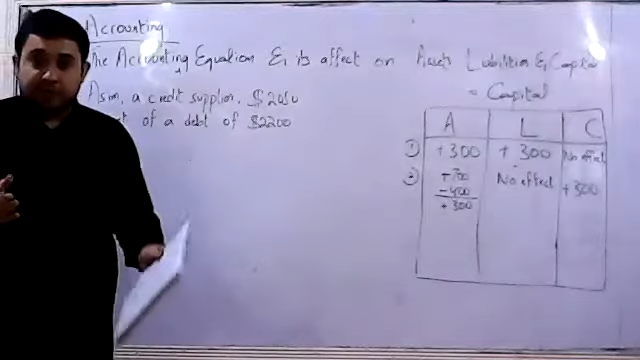 Accounting
The Accounting Equation & its affect on Assets Liabilities & Capital
= Capital
Asim, a credit supplier, $2050
of a debt of $2200
A L C
① +300 +300 No effect
② +700 No effect +300
-400
+300